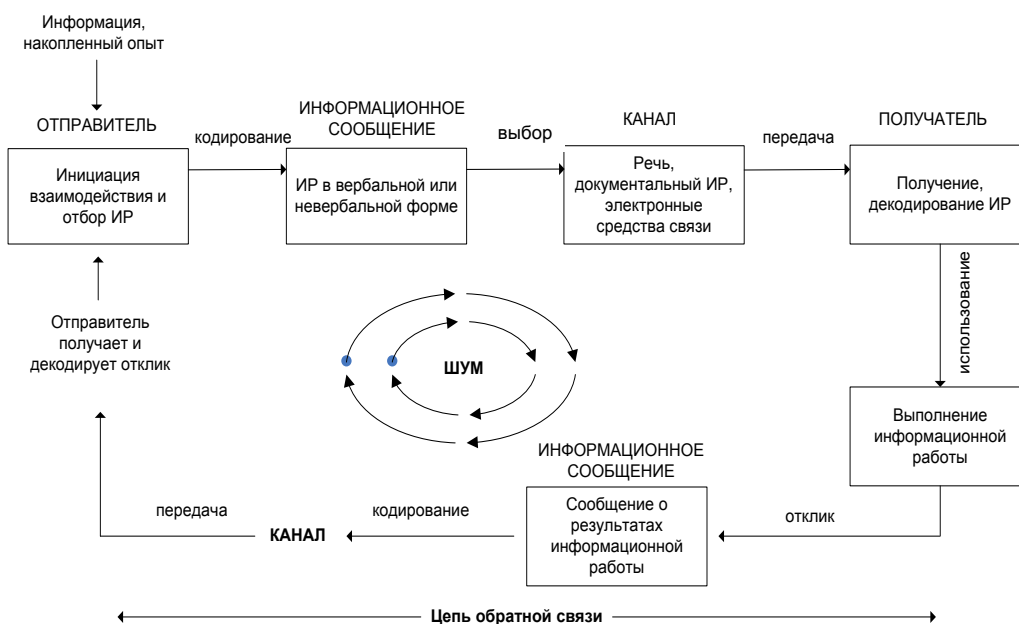 Информация,
накопленный опыт
ОТПРАВИТЕЛЬ
Инициация
взаимодействия и
отбор ИР
кодирование
ИНФОРМАЦИОННОЕ
СООБЩЕНИЕ
ИР в вербальной или
невербальной форме
выбор
КАНАЛ
Речь,
документальный ИР,
электронные
средства связи
передача
ПОЛУЧАТЕЛЬ
Получение,
декодирование ИР
использование
Отправитель
получает и
декодирует отклик
ШУМ
Выполнение
информационной
работы
ИНФОРМАЦИОННОЕ
СООБЩЕНИЕ
Сообщение о
результатах
информационной
работы
отклик
кодирование
КАНАЛ
передача
Цепь обратной связи